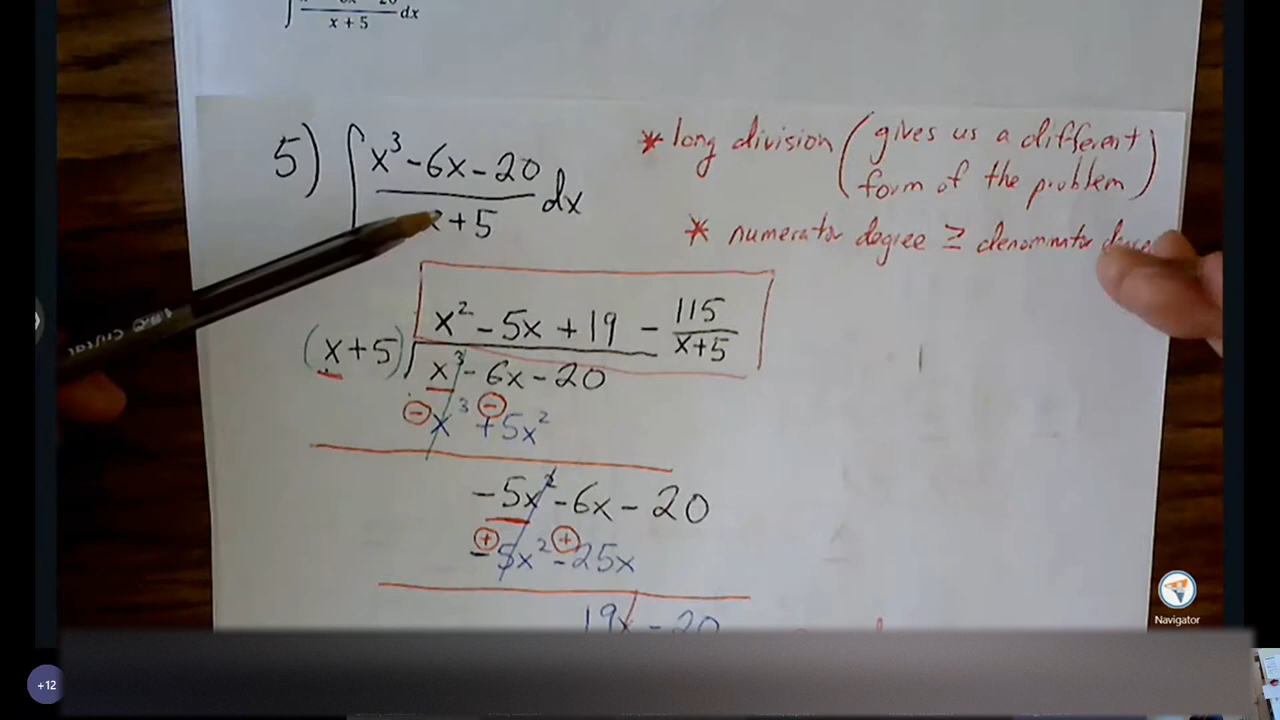 x + 5 dx
5) ∫ x³ - 6x - 20 dx
+ 5
* long division ( gives us a different
form of the problem )
* numerator degree ≥ denominator
x² - 5x + 19 - 115
x+5
(x+5) x³ - 6x - 20
⊖ x³ ⊖ +5x²
-5x² - 6x - 20
⊕ -5x² ⊕ -25x
19x - 20
Navigator
+12